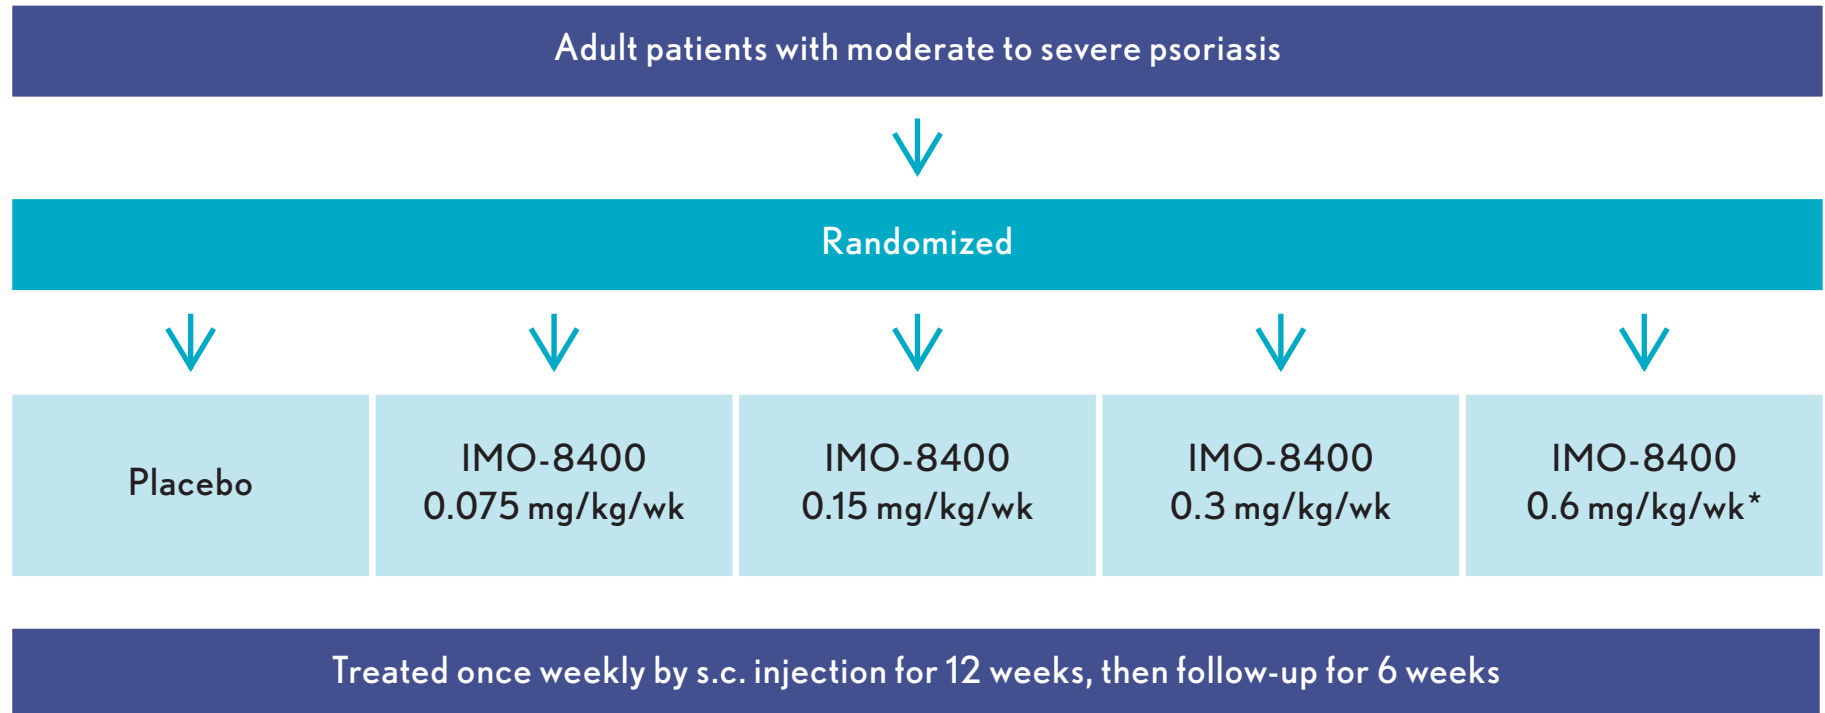 Adult patients with moderate to severe psoriasis
Randomized
Placebo
IMO-8400
0.075 mg/kg/wk
IMO-8400
0.15 mg/kg/wk
IMO-8400
0.3 mg/kg/wk
IMO-8400
0.6 mg/kg/wk*
Treated once weekly by s.c. injection for 12 weeks, then follow-up for 6 weeks